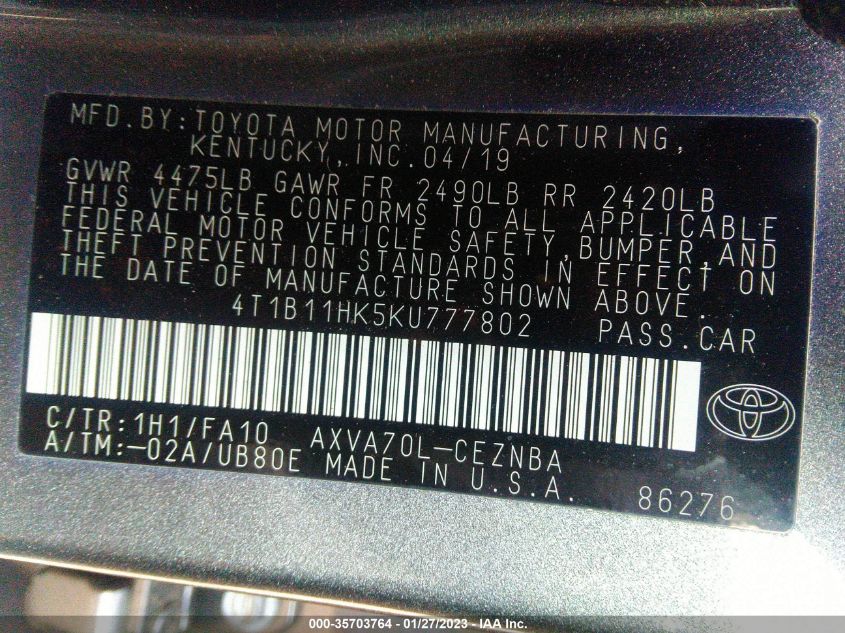 MFD.BY:TOYOTA MOTOR MANUFACTURING,
KENTUCKY,INC.04/19
GVWR 4475LB GAWR FR 2490LB RR 2420LB
THIS VEHICLE CONFORMS TO ALL APPLICABLE
FEDERAL MOTOR VEHICLE SAFETY,BUMPER,AND
THEFT PREVENTION STANDARDS IN EFFECT ON
THE DATE OF MANUFACTURE SHOWN ABOVE.
4T1B11HK5KU777802 PASS.CAR
C/TR:1H1/FA10 AXVA70L-CEZNBA
A/TM:-02A/UB80E MADE IN U.S.A.
86276
000-35703764 - 01/27/2023 - © IAA Inc.